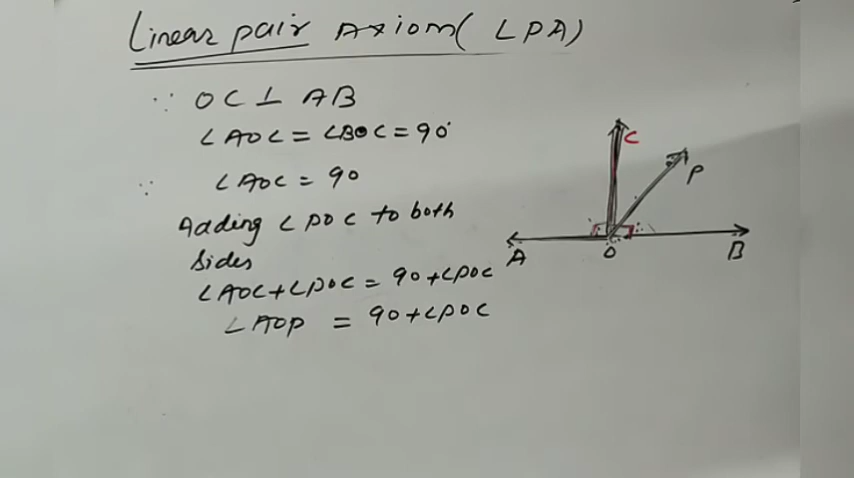 Linear pair Axiom( LPA)
∵ OC ⊥ AB
∠AOC = ∠BOC = 90°
∵ ∠AOC = 90
Adding ∠POC to both
sides
∠AOC+∠POC = 90+∠POC
∠AOP = 90+∠POC
C
P
A
O
B